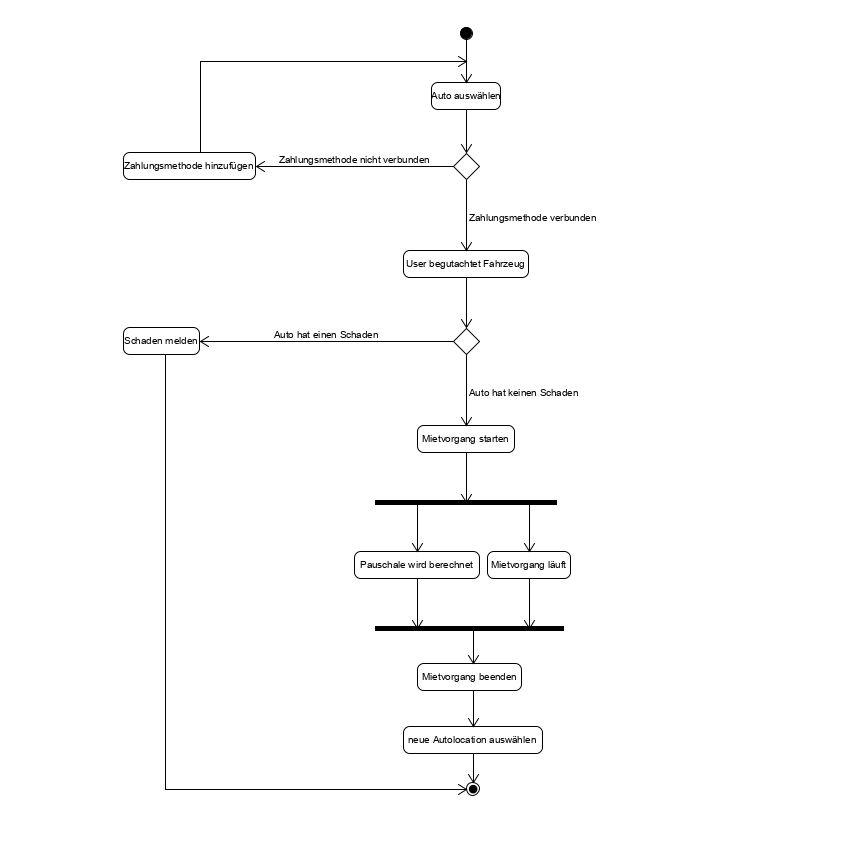 Auto auswählen
Zahlungsmethode hinzufügen
Zahlungsmethode nicht verbunden
Zahlungsmethode verbunden
User begutachtet Fahrzeug
Schaden melden
Auto hat einen Schaden
Auto hat keinen Schaden
Mietvorgang starten
Pauschale wird berechnet
Mietvorgang läuft
Mietvorgang beenden
neue Autolocation auswählen